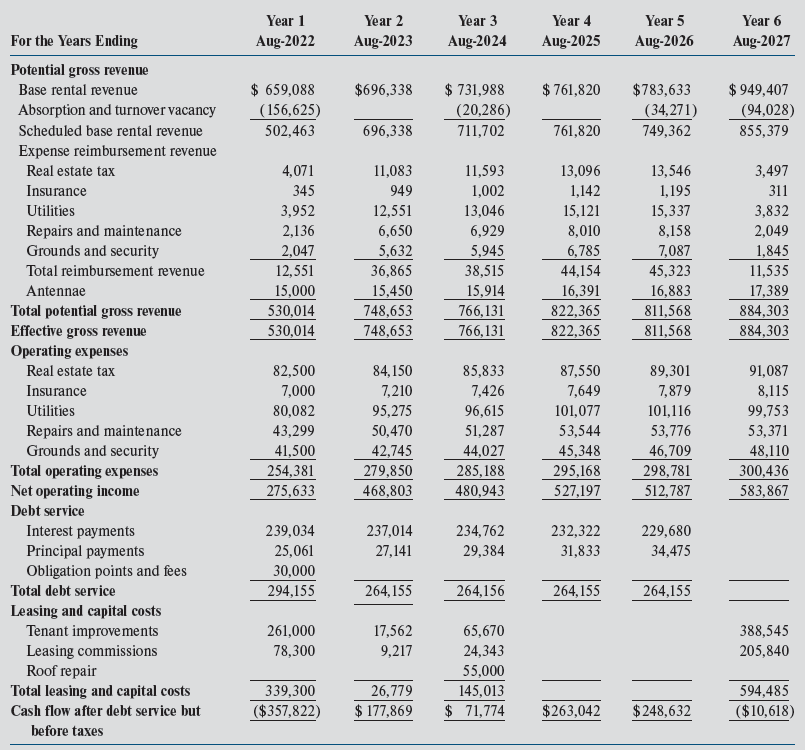 Year 1 Year 2 Year 3 Year 4 Year 5 Year 6
For the Years Ending Aug-2022 Aug-2023 Aug-2024 Aug-2025 Aug-2026 Aug-2027
Potential gross revenue
Base rental revenue $ 659,088 $696,338 $ 731,988 $ 761,820 $783,633 $ 949,407
Absorption and turnover vacancy (156,625) (20,286) (34,271) (94,028)
Scheduled base rental revenue 502,463 696,338 711,702 761,820 749,362 855,379
Expense reimbursement revenue
Real estate tax 4,071 11,083 11,593 13,096 13,546 3,497
Insurance 345 949 1,002 1,142 1,195 311
Utilities 3,952 12,551 13,046 15,121 15,337 3,832
Repairs and maintenance 2,136 6,650 6,929 8,010 8,158 2,049
Grounds and security 2,047 5,632 5,945 6,785 7,087 1,845
Total reimbursement revenue 12,551 36,865 38,515 44,154 45,323 11,535
Antennae 15,000 15,450 15,914 16,391 16,883 17,389
Total potential gross revenue 530,014 748,653 766,131 822,365 811,568 884,303
Effective gross revenue 530,014 748,653 766,131 822,365 811,568 884,303
Operating expenses
Real estate tax 82,500 84,150 85,833 87,550 89,301 91,087
Insurance 7,000 7,210 7,426 7,649 7,879 8,115
Utilities 80,082 95,275 96,615 101,077 101,116 99,753
Repairs and maintenance 43,299 50,470 51,287 53,544 53,776 53,371
Grounds and security 41,500 42,745 44,027 45,348 46,709 48,110
Total operating expenses 254,381 279,850 285,188 295,168 298,781 300,436
Net operating income 275,633 468,803 480,943 527,197 512,787 583,867
Debt service
Interest payments 239,034 237,014 234,762 232,322 229,680
Principal payments 25,061 27,141 29,384 31,833 34,475
Obligation points and fees 30,000
Total debt service 294,155 264,155 264,156 264,155 264,155
Leasing and capital costs
Tenant improvements 261,000 17,562 65,670 388,545
Leasing commissions 78,300 9,217 24,343 205,840
Roof repair 55,000
Total leasing and capital costs 339,300 26,779 145,013 594,485
Cash flow after debt service but ($357,822) $ 177,869 $ 71,774 $263,042 $248,632 ($10,618)
before taxes